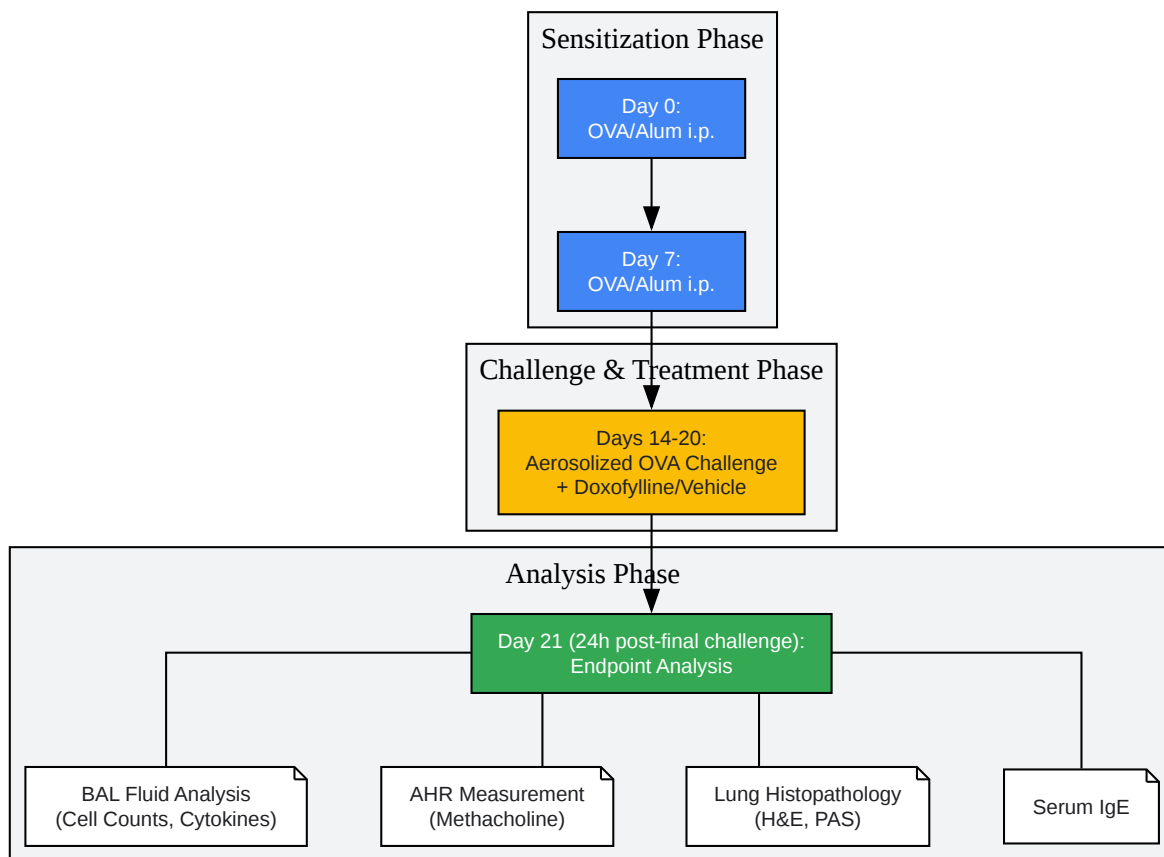 Sensitization Phase
Day 0:
OVA/Alum i.p.
Day 7:
OVA/Alum i.p.
Challenge & Treatment Phase
Days 14-20:
Aerosolized OVA Challenge
+ Doxofylline/Vehicle
Analysis Phase
Day 21 (24h post-final challenge):
Endpoint Analysis
BAL Fluid Analysis
(Cell Counts, Cytokines)
AHR Measurement
(Methacholine)
Lung Histopathology
(H&E, PAS)
Serum IgE